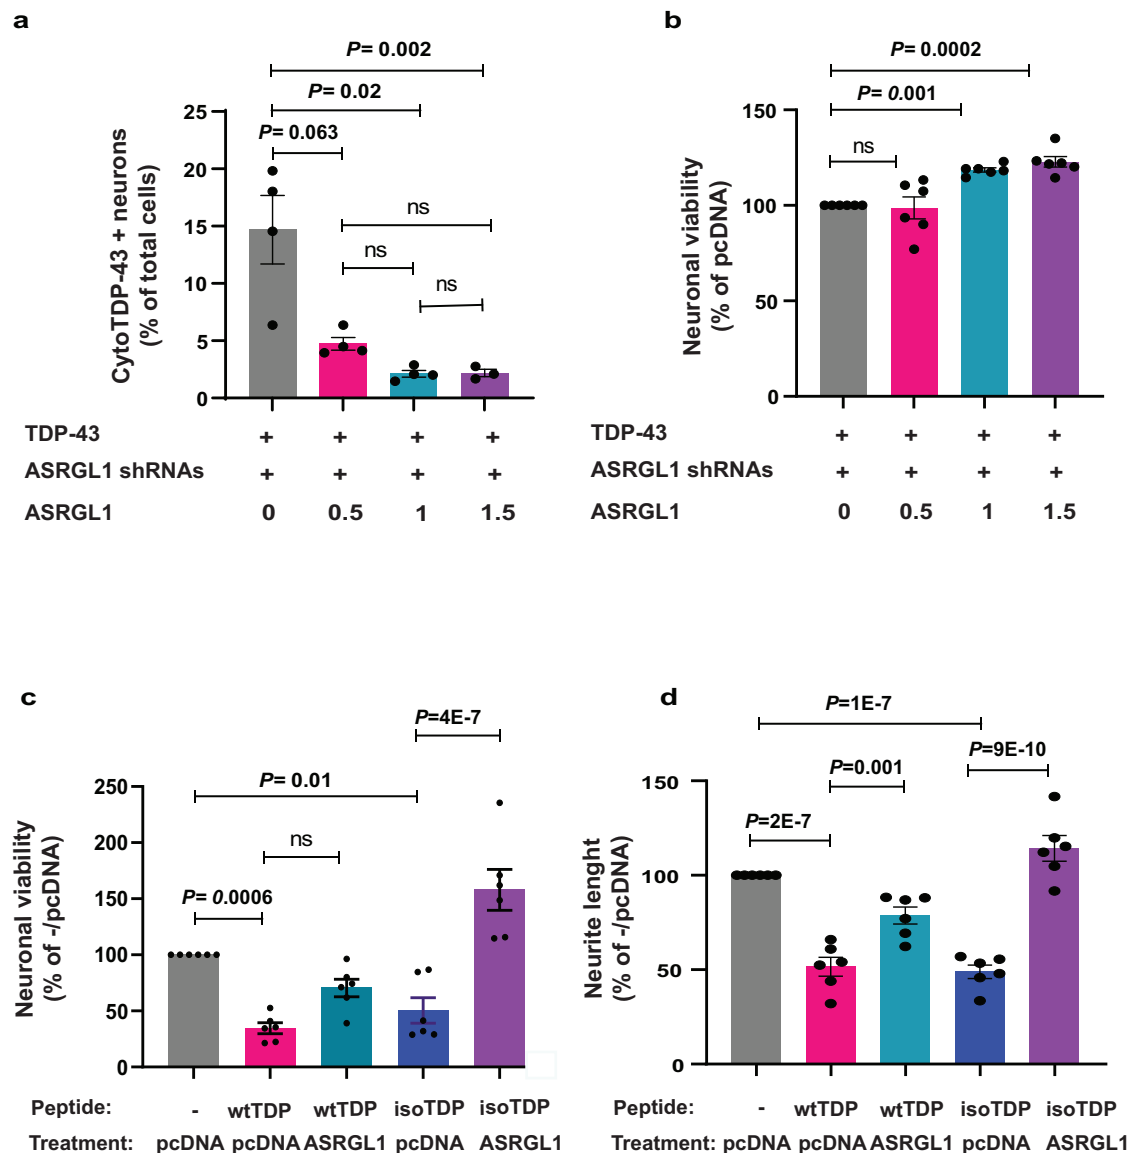 a
P= 0.002
P= 0.02
P= 0.063
ns
ns
ns
CytoTDP-43 + neurons
(% of total cells)
25
20
15
10
5
0
TDP-43 + + + +
ASRGL1 shRNAs + + + +
ASRGL1 0 0.5 1 1.5
b
P= 0.0002
P= 0.001
ns
Neuronal viability
(% of pcDNA)
150
100
50
0
TDP-43 + + + +
ASRGL1 shRNAs + + + +
ASRGL1 0 0.5 1 1.5
c
P=4E-7
P= 0.01
ns
P= 0.0006
Neuronal viability
(% of -/pcDNA)
250
200
150
100
50
0
Peptide: - wtTDP wtTDP isoTDP isoTDP
Treatment: pcDNA pcDNA ASRGL1 pcDNA ASRGL1
d
P=1E-7
P=9E-10
P=0.001
P=2E-7
Neurite lenght
(% of -/pcDNA)
150
100
50
0
Peptide: - wtTDP wtTDP isoTDP isoTDP
Treatment: pcDNA pcDNA ASRGL1 pcDNA ASRGL1